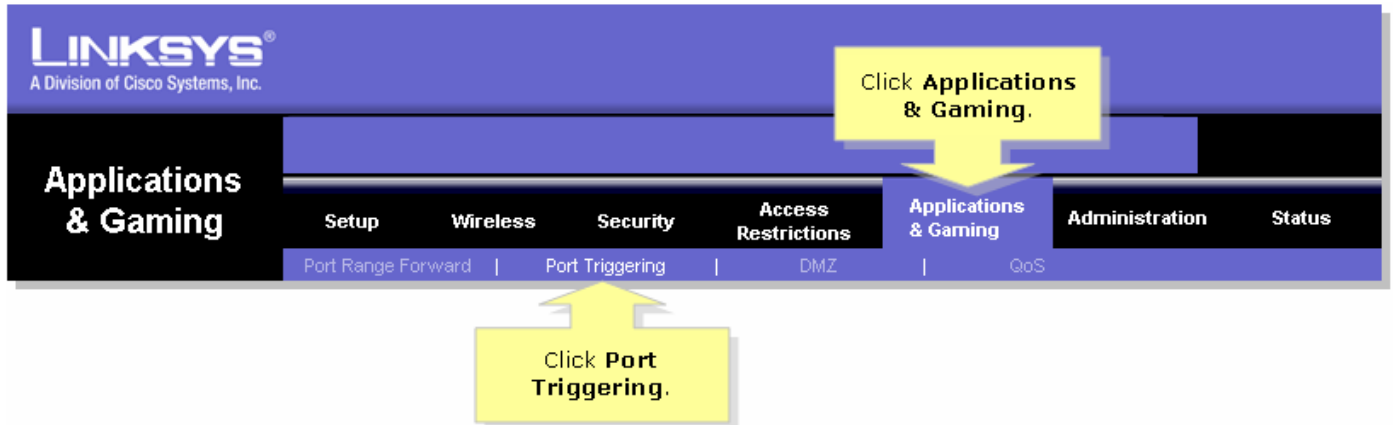 LINKSYS®
A Division of Cisco Systems, Inc.
Click Applications
& Gaming.
Applications
& Gaming
Setup Wireless Security Access Restrictions Applications & Gaming Administration Status
Port Range Forward | Port Triggering | DMZ | QoS
Click Port
Triggering.